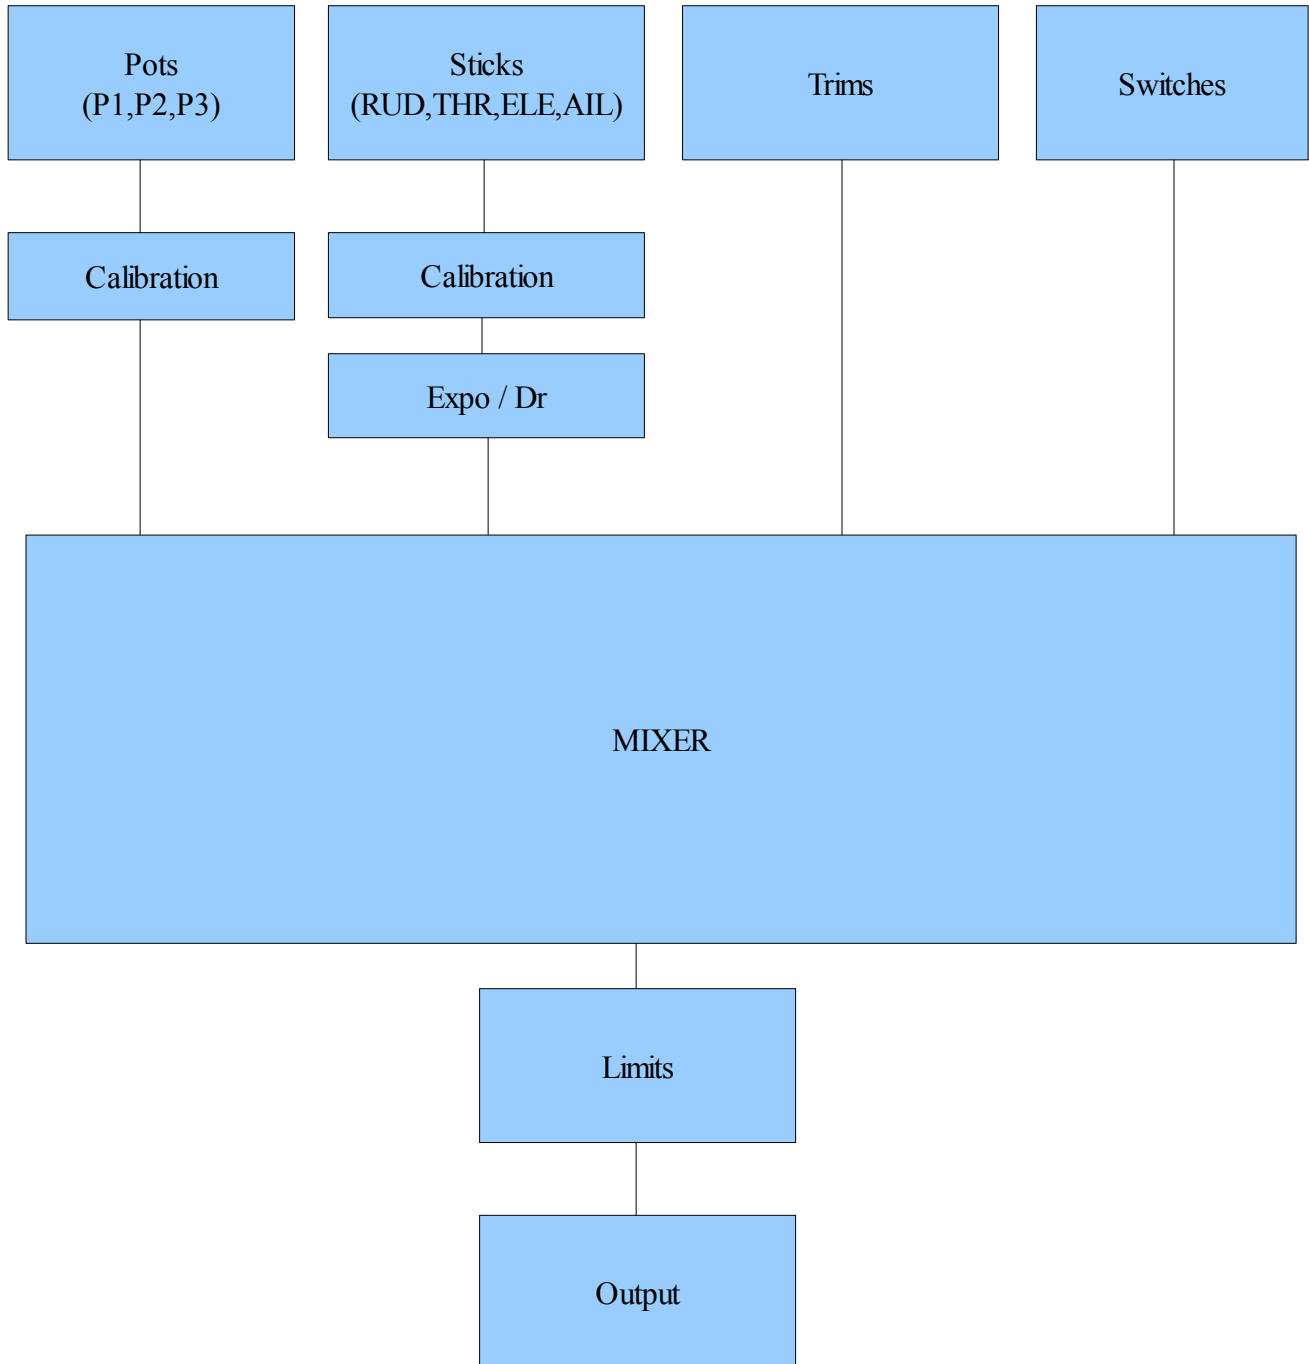 Pots
(P1,P2,P3)
Sticks
(RUD,THR,ELE,AIL)
Trims
Switches
Calibration
Calibration
Expo / Dr
MIXER
Limits
Output